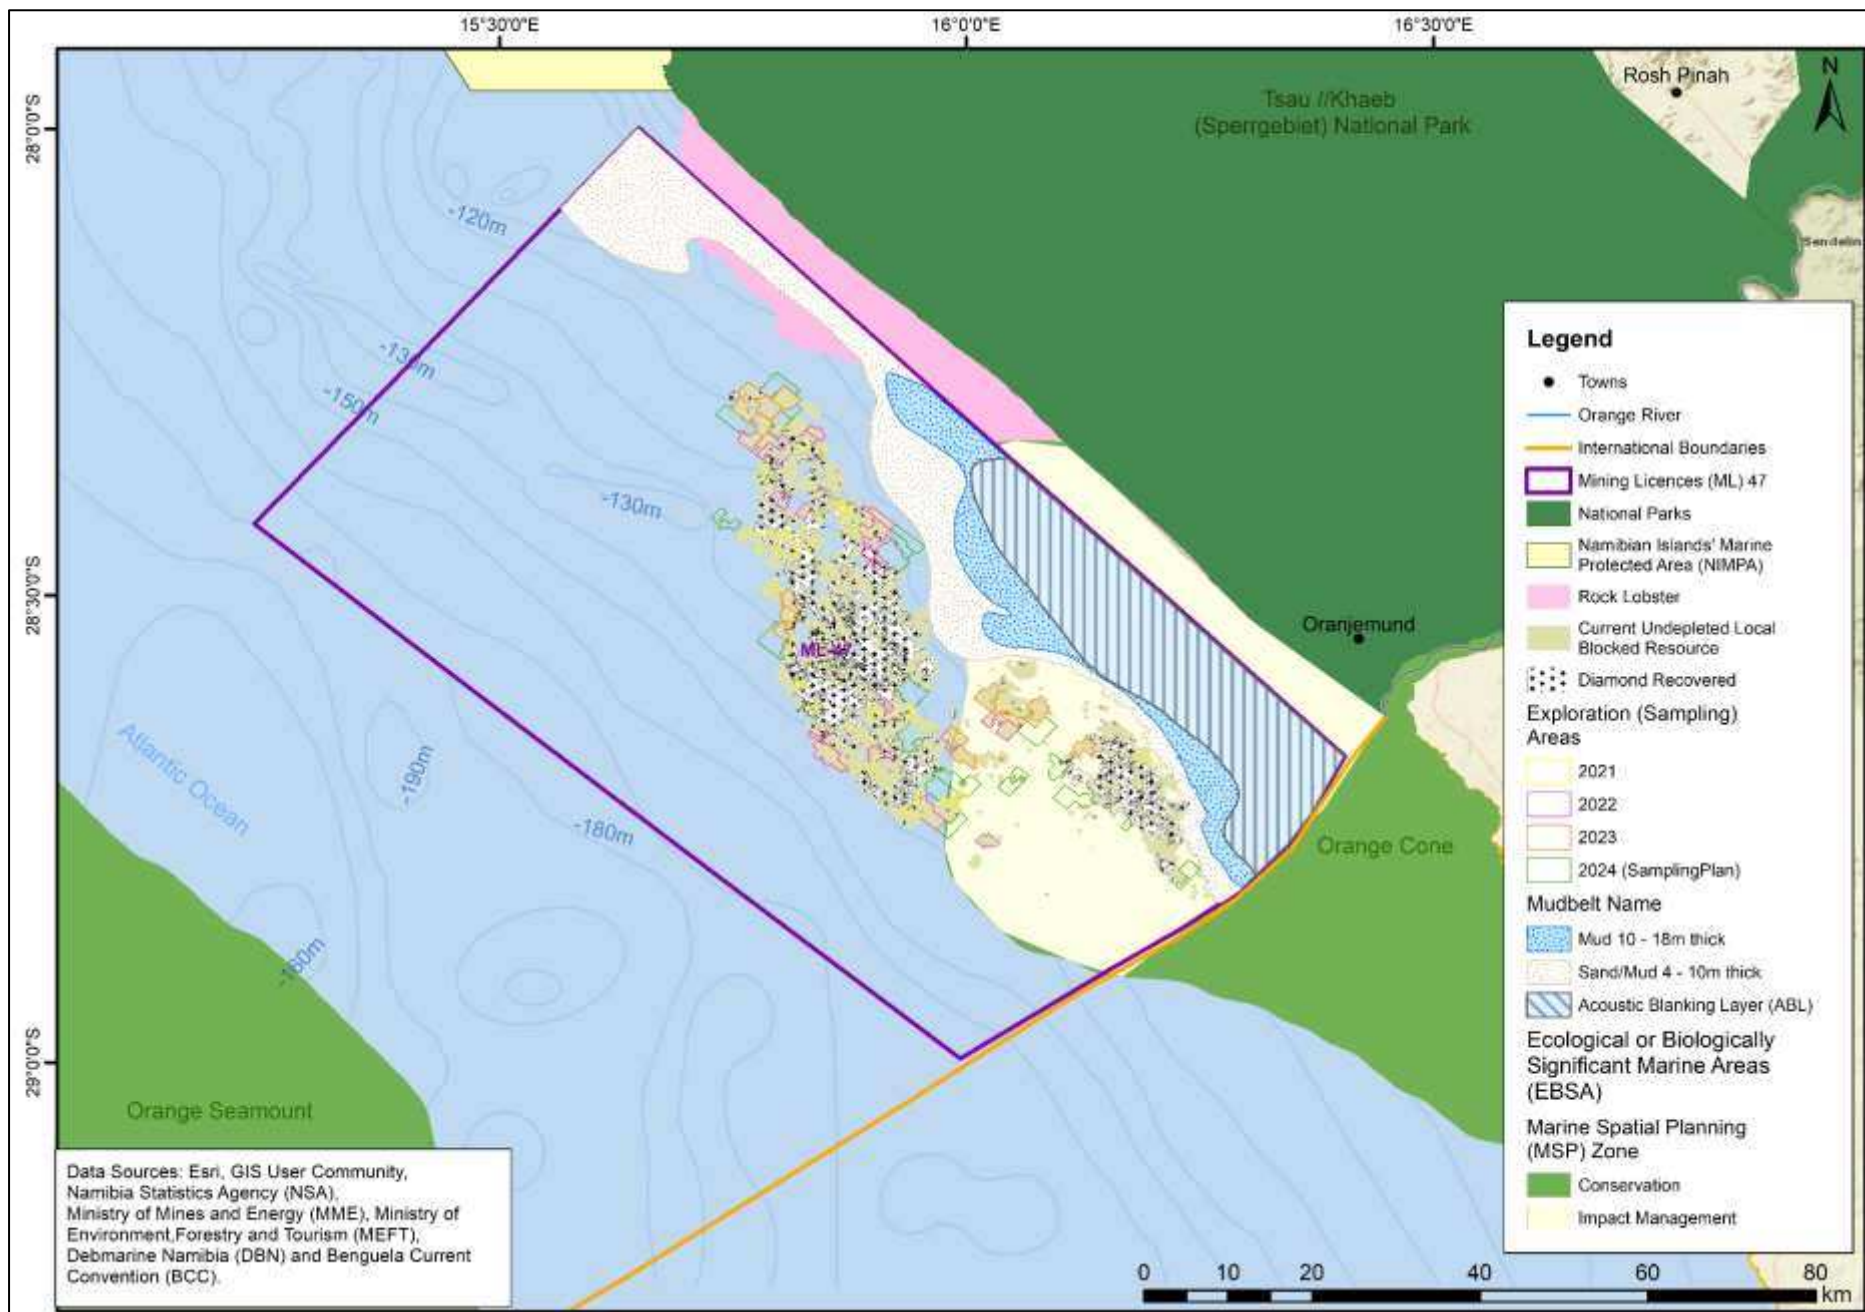 15°30'0"E
16°0'0"E
16°30'0"E
N
Rosh Pinah
Tsau //Khaeb
(Sperrgebiet) National Park
28°0'0"S
-120m
Sendelin
-130m
-150m
-130m
28°30'0"S
Oranjemund
ML 47
Atlantic Ocean
-190m
-180m
Orange Cone
-160m
29°0'0"S
Orange Seamount
Legend
Towns
Orange River
International Boundaries
Mining Licences (ML) 47
National Parks
Namibian Islands' Marine
Protected Area (NIMPA)
Rock Lobster
Current Undepleted Local
Blocked Resource
Diamond Recovered
Exploration (Sampling)
Areas
2021
2022
2023
2024 (SamplingPlan)
Mudbelt Name
Mud 10 - 18m thick
Sand/Mud 4 - 10m thick
Acoustic Blanking Layer (ABL)
Ecological or Biologically
Significant Marine Areas
(EBSA)
Marine Spatial Planning
(MSP) Zone
Conservation
Impact Management
Data Sources: Esri, GIS User Community,
Namibia Statistics Agency (NSA),
Ministry of Mines and Energy (MME), Ministry of
Environment,Forestry and Tourism (MEFT),
Debmarine Namibia (DBN) and Benguela Current
Convention (BCC).
0 10 20 40 60 80
km